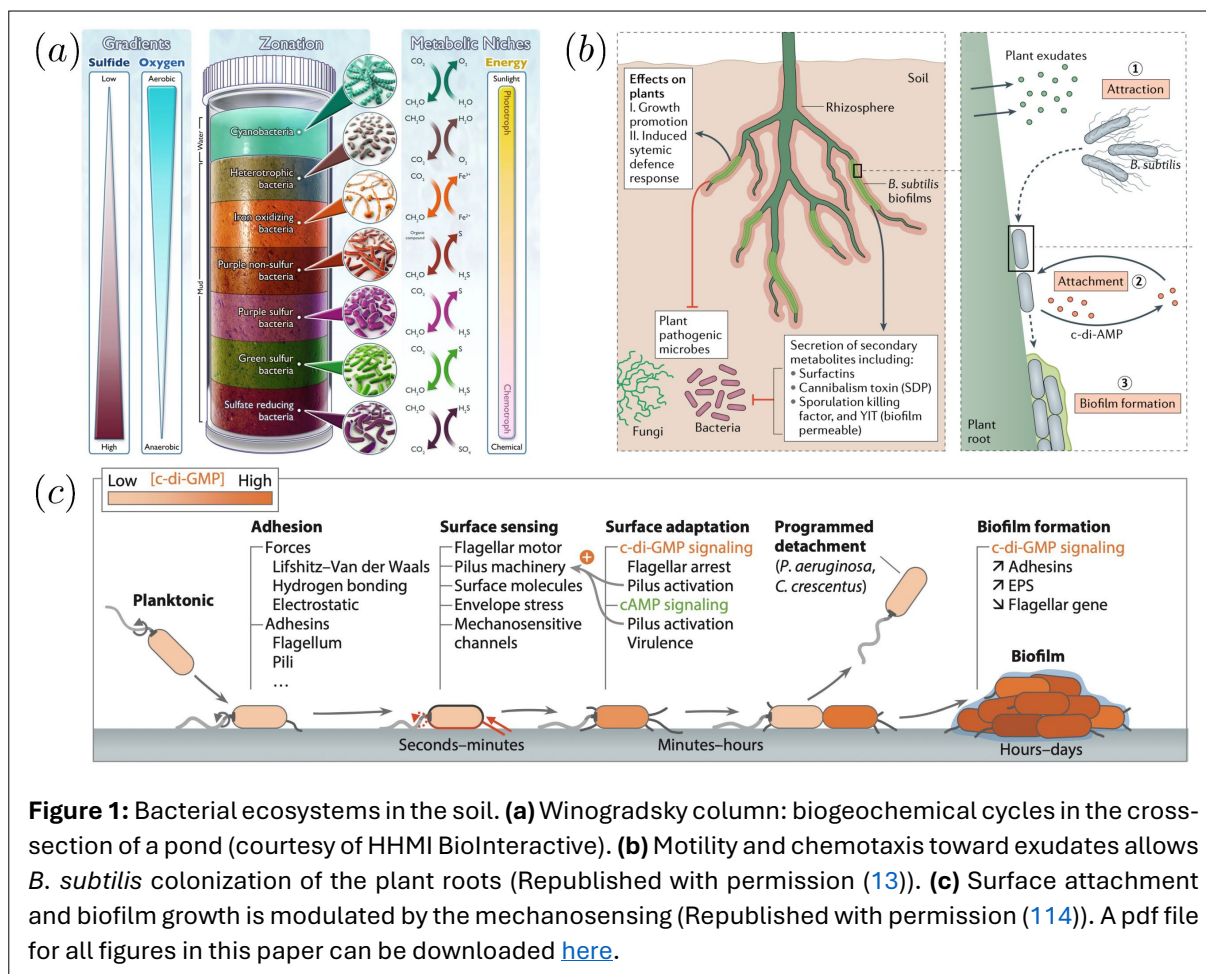 (a)
Gradients
Sulfide Oxygen
Low
Aerobic
High
Anaerobic
Zonation
Water
Mud
Cyanobacteria
Heterotrophic
bacteria
Iron oxidizing
bacteria
Purple non-sulfur
bacteria
Purple sulfur
bacteria
Green sulfur
bacteria
Sulfate reducing
bacteria
Metabolic Niches
Energy
Sunlight
Phototroph
Chemotroph
Chemical
CO₂ O₂
CH₂O H₂O
CH₂O H₂O
CO₂ O₂
CO₂ Fe³⁺
CH₂O Fe²⁺
Organic
compound
S
CH₂O H₂S
CO₂ S
CH₂O H₂S
CO₂ S
CH₂O H₂S
CH₂O H₂S
CO₂ SO₄
(b)
Soil
Effects on
plants
I. Growth
promotion
II. Induced
sytemic
defence
response
Rhizosphere
B. subtilis
biofilms
Plant
pathogenic
microbes
Fungi
Bacteria
Secretion of secondary
metabolites including:
• Surfactins
• Cannibalism toxin (SDP)
• Sporulation killing
factor, and YIT (biofilm
permeable)
Plant exudates
①
Attraction
B. subtilis
Attachment ②
c-di-AMP
③
Biofilm formation
Plant
root
(c)
Low [c-di-GMP] High
Planktonic
Adhesion
Forces
Lifshitz–Van der Waals
Hydrogen bonding
Electrostatic
Adhesins
Flagellum
Pili
...
Surface sensing
Flagellar motor
Pilus machinery
Surface molecules
Envelope stress
Mechanosensitive
channels
+
Surface adaptation
c-di-GMP signaling
Flagellar arrest
Pilus activation
cAMP signaling
Pilus activation
Virulence
Programmed
detachment
(P. aeruginosa,
C. crescentus)
Biofilm formation
c-di-GMP signaling
↗ Adhesins
↗ EPS
↘ Flagellar gene
Biofilm
Seconds–minutes
Minutes–hours
Hours–days
Figure 1: Bacterial ecosystems in the soil. (a) Winogradsky column: biogeochemical cycles in the cross-
section of a pond (courtesy of HHMI BioInteractive). (b) Motility and chemotaxis toward exudates allows
B. subtilis colonization of the plant roots (Republished with permission (13)). (c) Surface attachment
and biofilm growth is modulated by the mechanosensing (Republished with permission (114)). A pdf file
for all figures in this paper can be downloaded here.